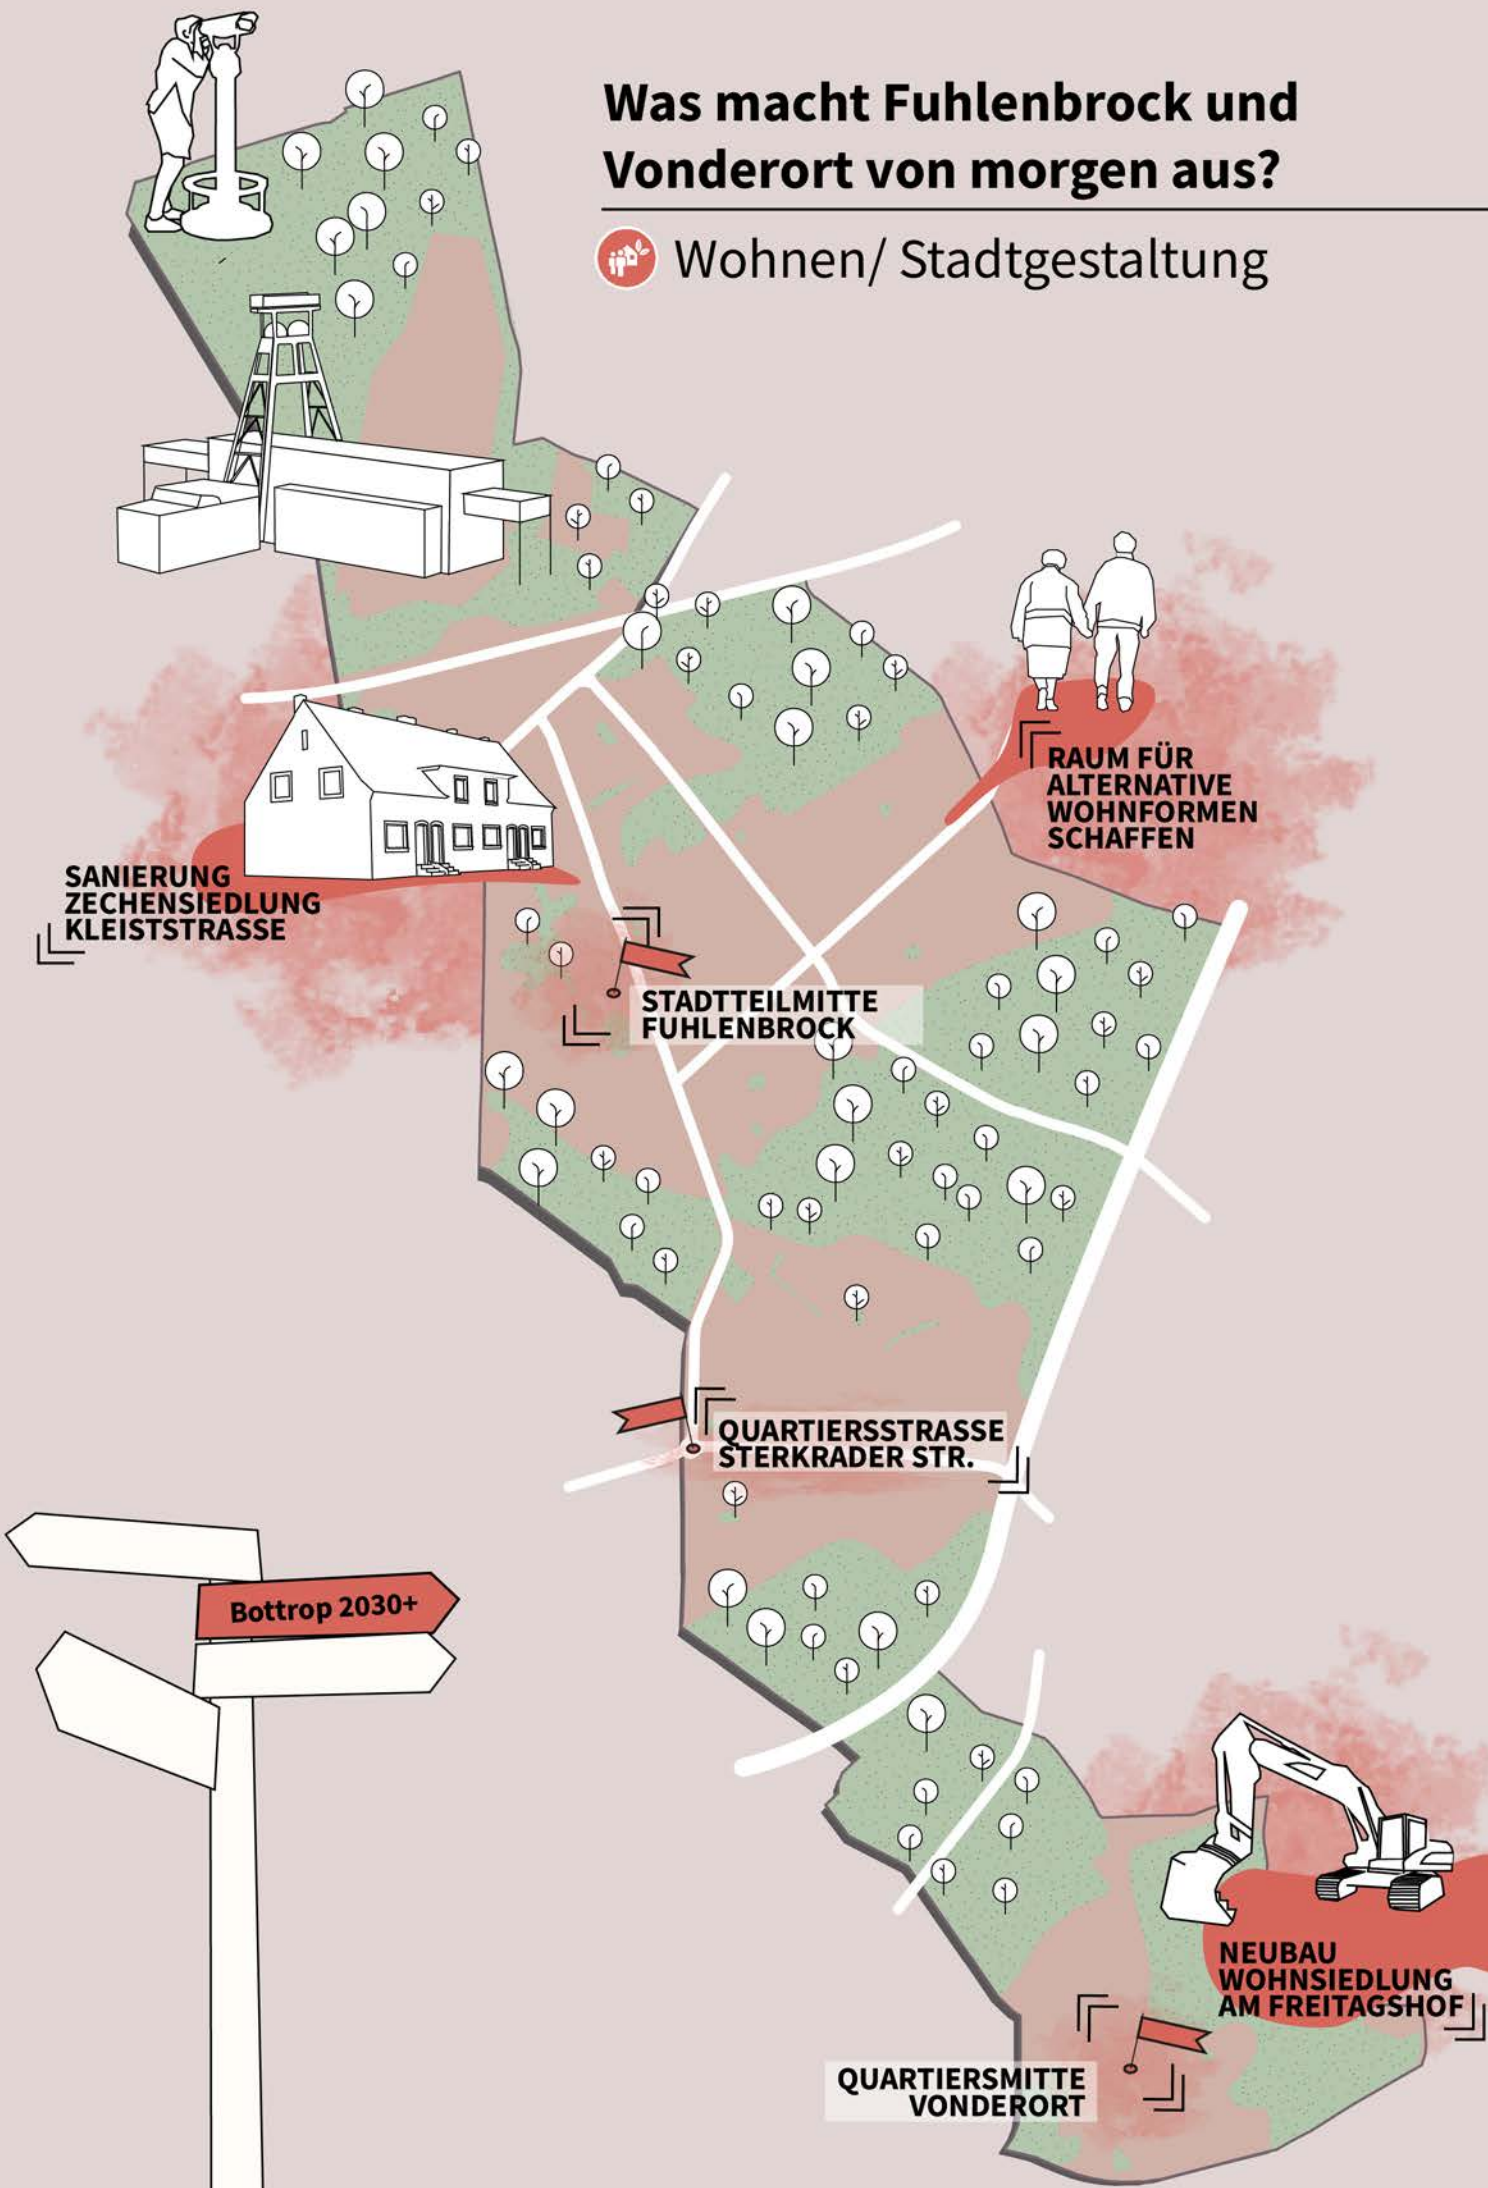 Was macht Fuhlenbrock und
Vonderort von morgen aus?
Wohnen/ Stadtgestaltung
RAUM FÜR
ALTERNATIVE
WOHNFORMEN
SCHAFFEN
SANIERUNG
ZECHENSIEDLUNG
KLEISTSTRASSE
STADTTEILMITTE
FUHLENBROCK
QUARTIERSSTRASSE
STERKRADER STR.
Bottrop 2030+
NEUBAU
WOHNSIEDLUNG
AM FREITAGSHOF
QUARTIERSMITTE
VONDERORT